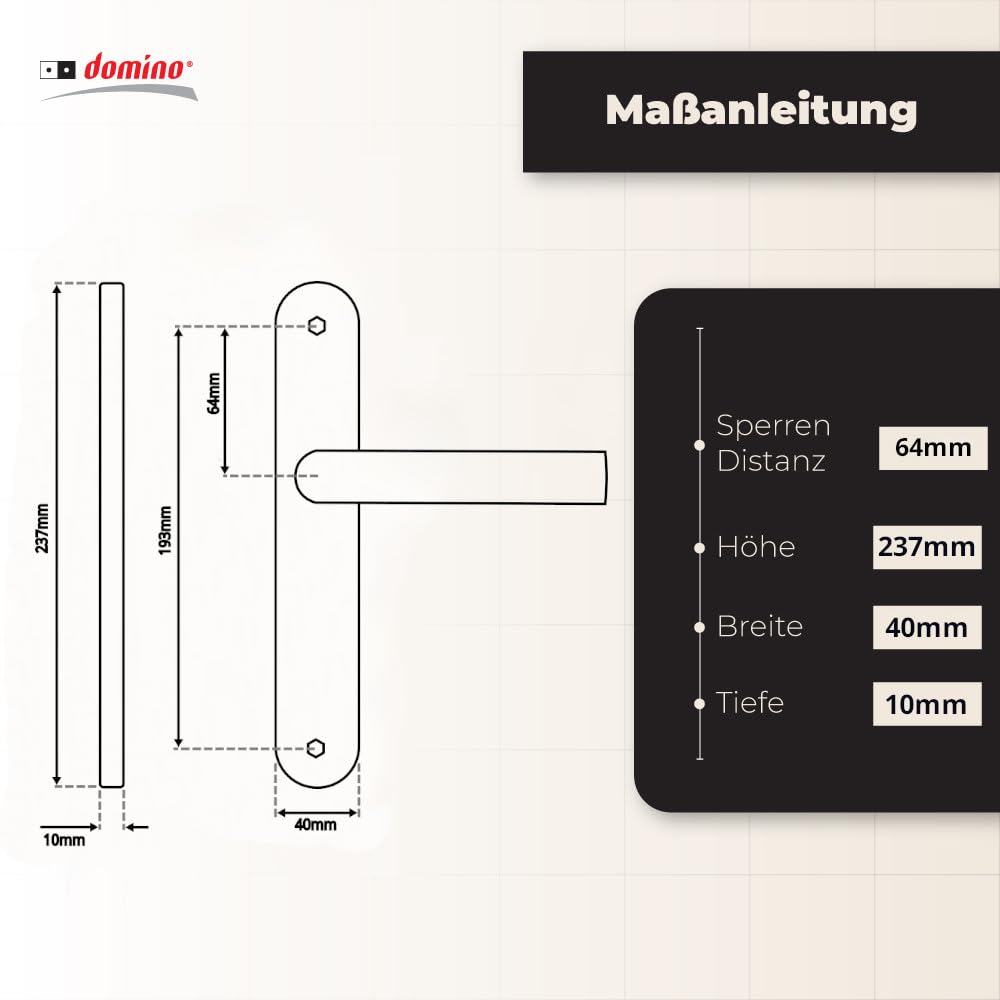 domino®
Maßanleitung
64mm
193mm
237mm
10mm
40mm
Sperren
Distanz
64mm
Höhe
237mm
Breite
40mm
Tiefe
10mm